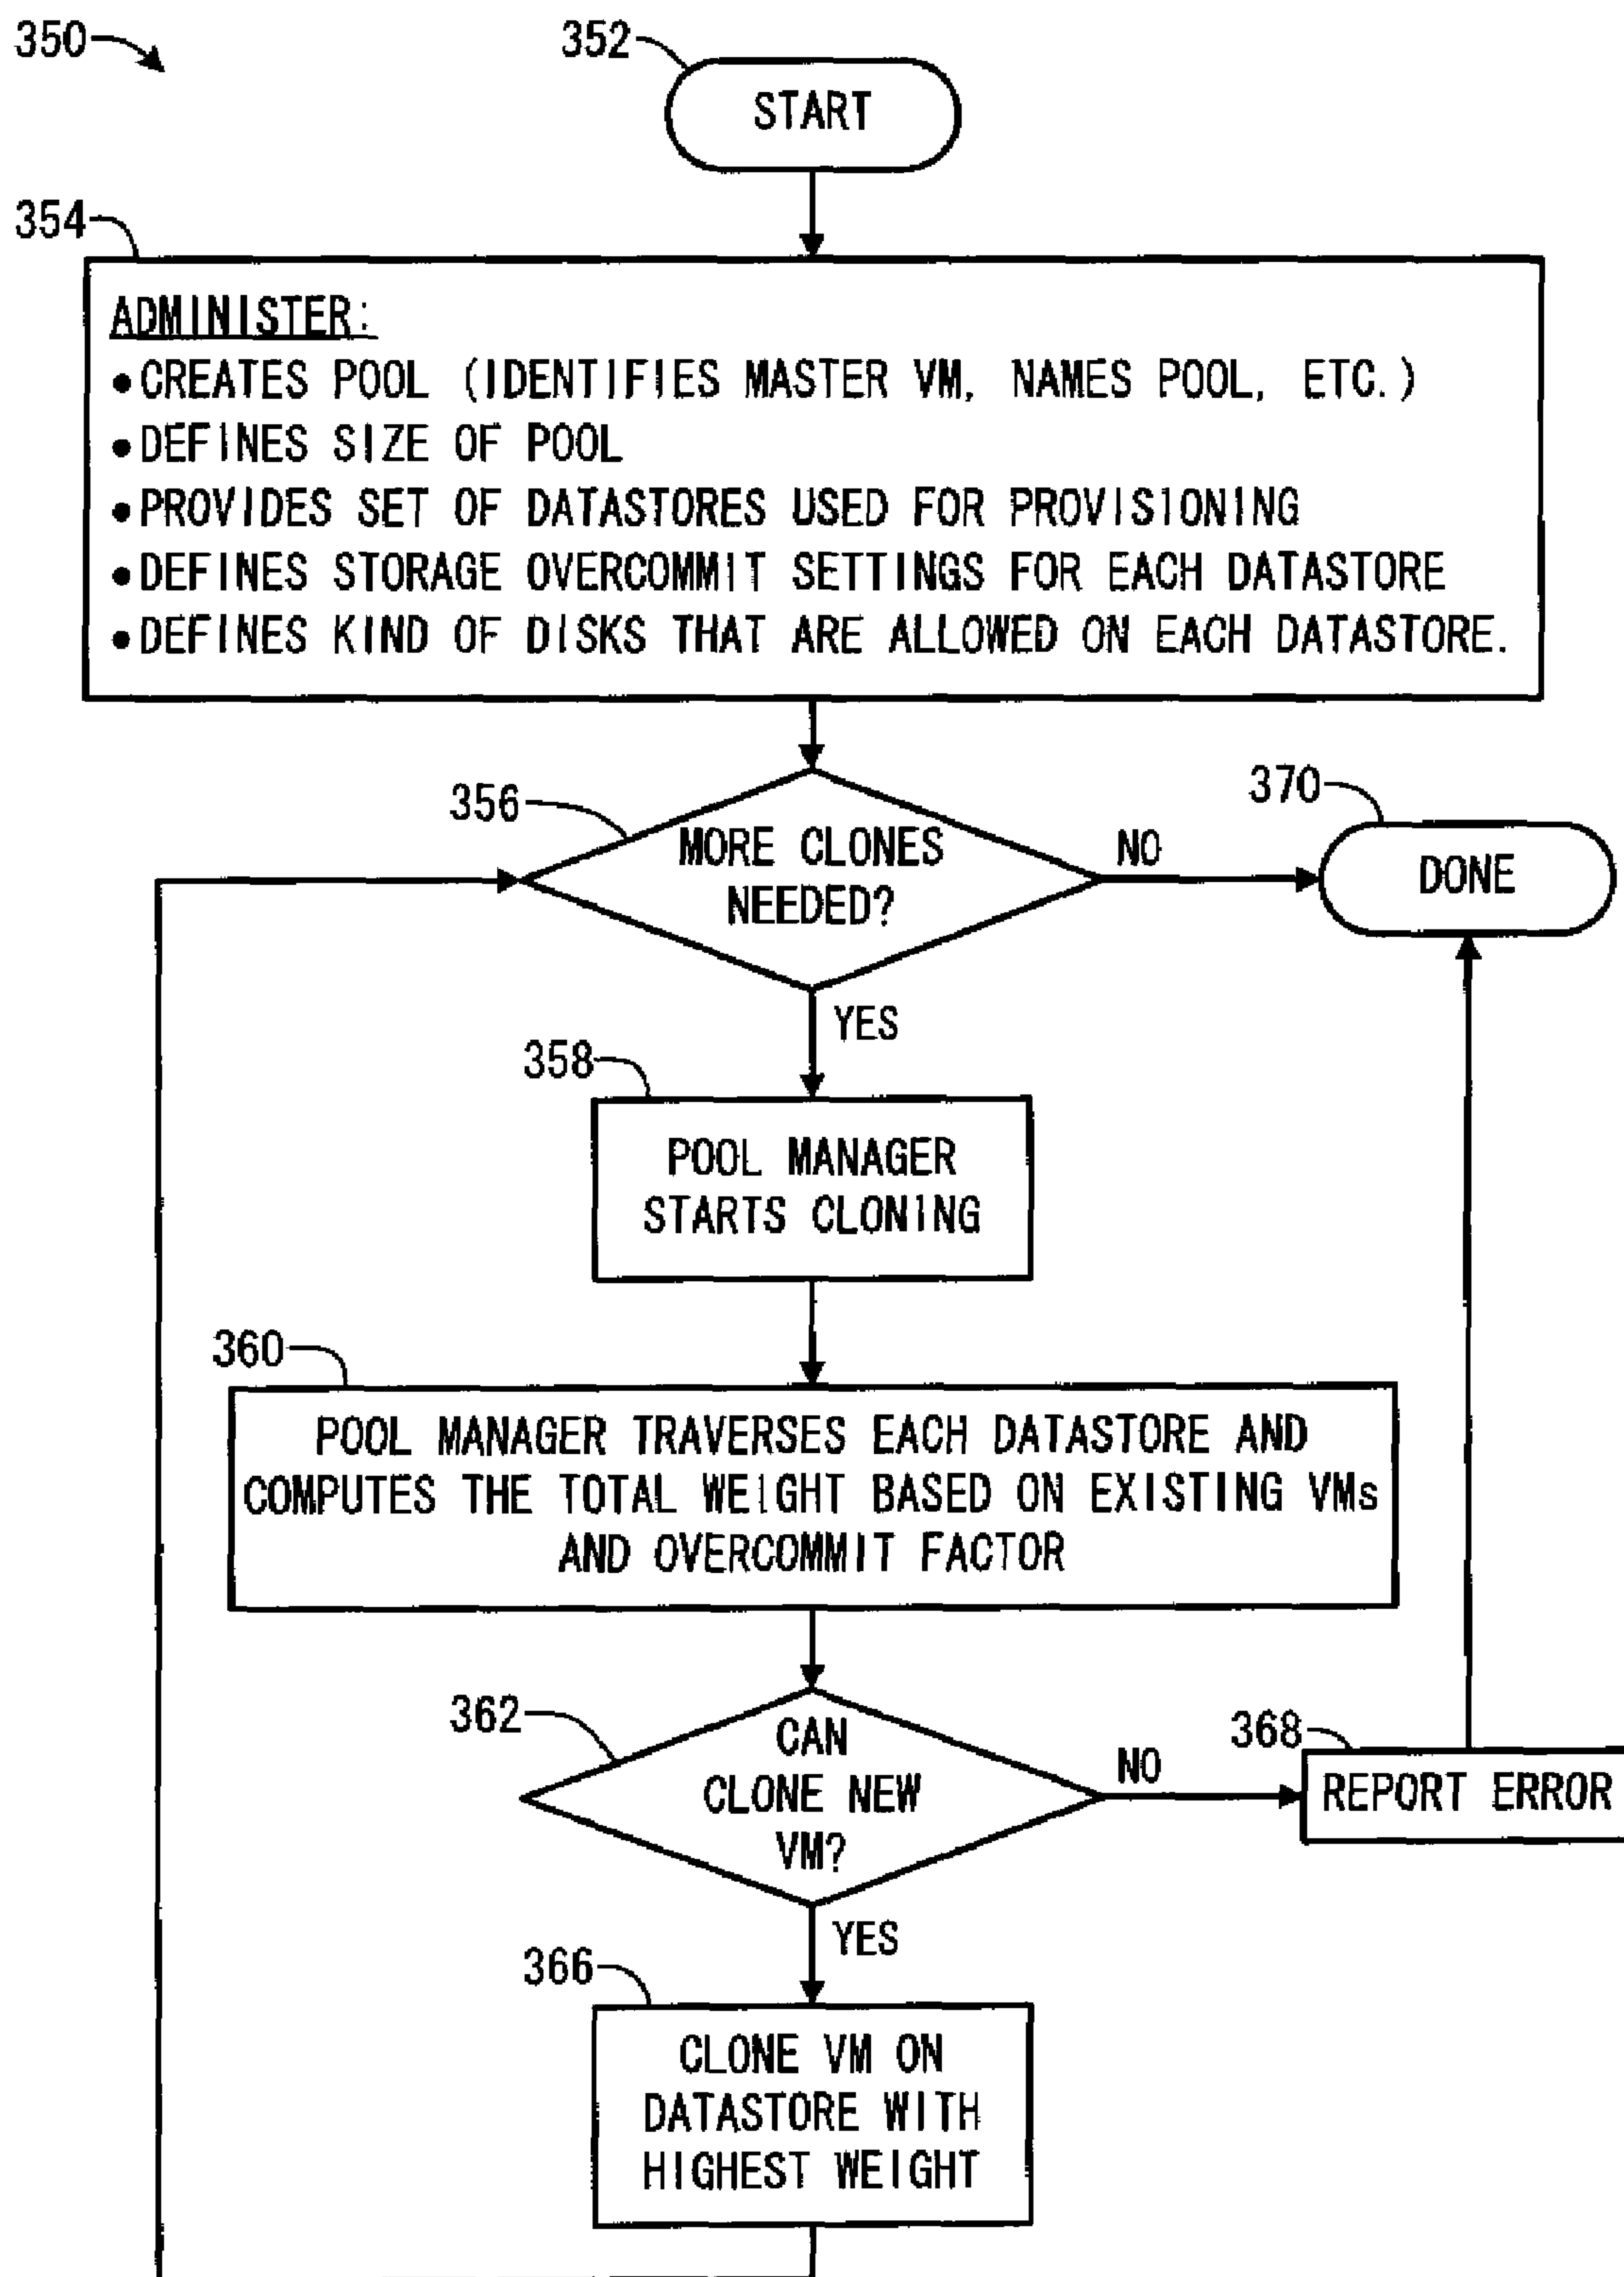 350
352
START
354
ADMINISTER:
•CREATES POOL (IDENTIFIES MASTER VM, NAMES POOL, ETC.)
•DEFINES SIZE OF POOL
•PROVIDES SET OF DATASTORES USED FOR PROVISIONING
•DEFINES STORAGE OVERCOMMIT SETTINGS FOR EACH DATASTORE
•DEFINES KIND OF DISKS THAT ARE ALLOWED ON EACH DATASTORE.
356
MORE CLONES
NEEDED?
NO
370
DONE
YES
358
POOL MANAGER
STARTS CLONING
360
POOL MANAGER TRAVERSES EACH DATASTORE AND
COMPUTES THE TOTAL WEIGHT BASED ON EXISTING VMs
AND OVERCOMMIT FACTOR
362
CAN
CLONE NEW
VM?
NO
368
REPORT ERROR
YES
366
CLONE VM ON
DATASTORE WITH
HIGHEST WEIGHT